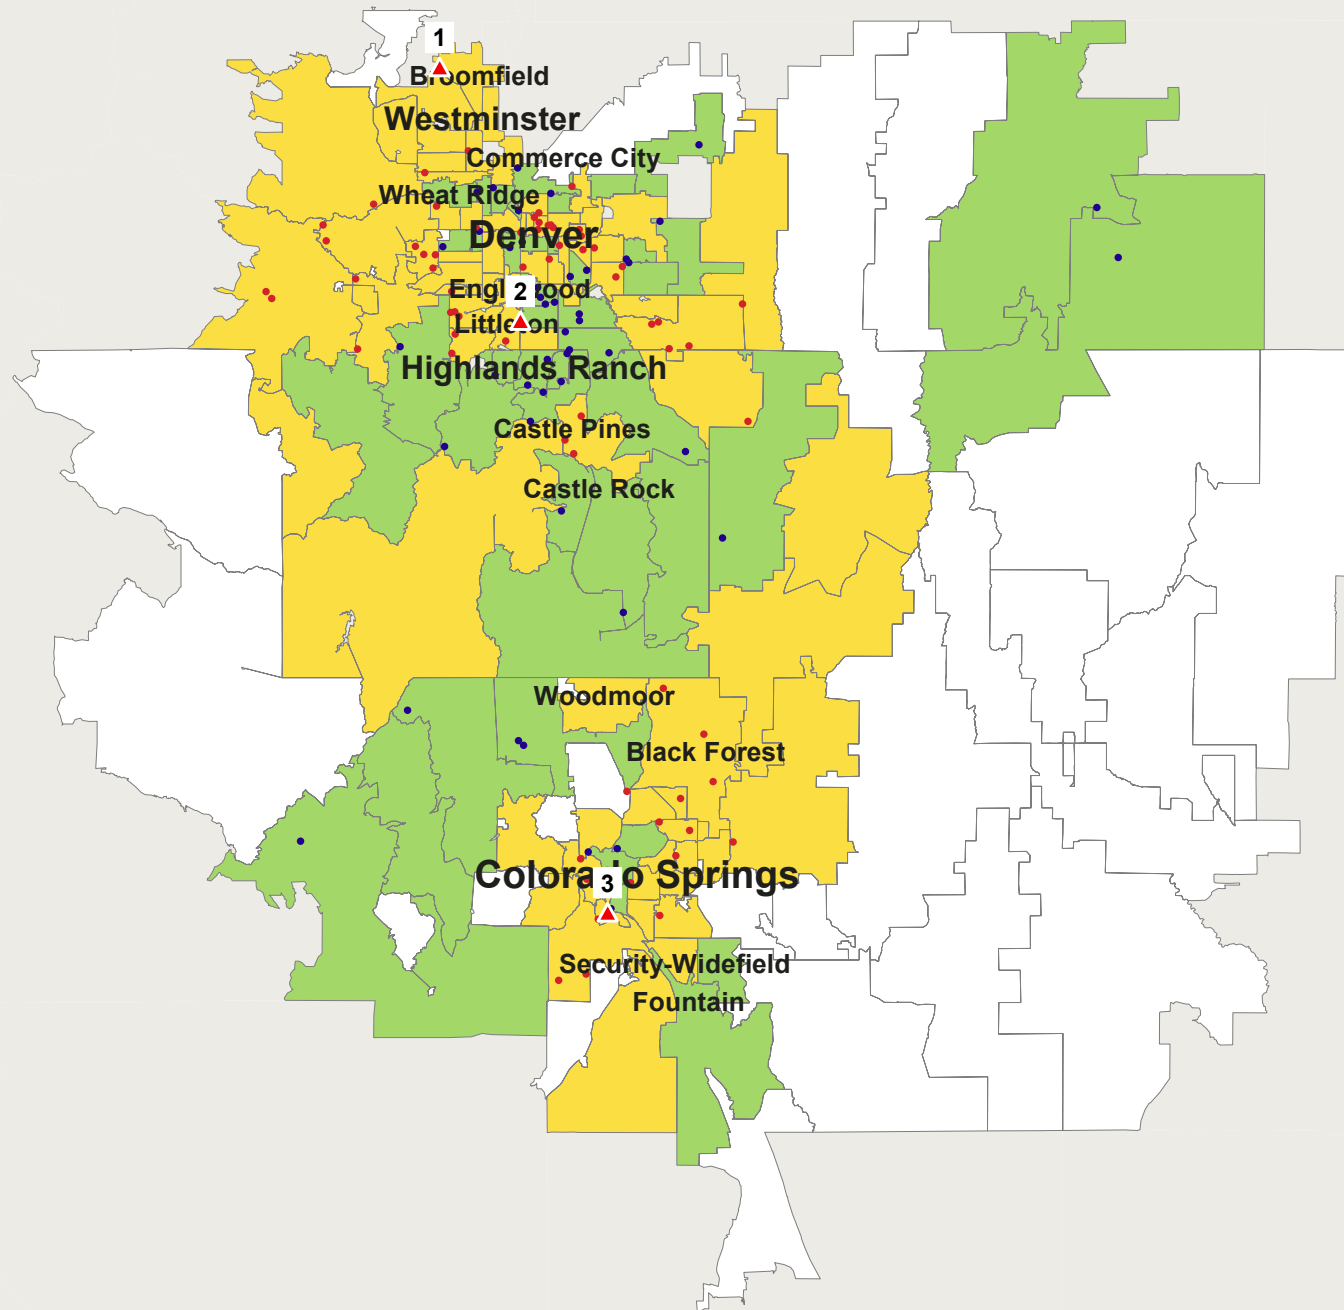 1
Broomfield
Westminster
Commerce City
Wheat Ridge
Denver
Englewood
2
Littleton
Highlands Ranch
Castle Pines
Castle Rock
Woodmoor
Black Forest
Colorado Springs
3
Security-Widefield
Fountain